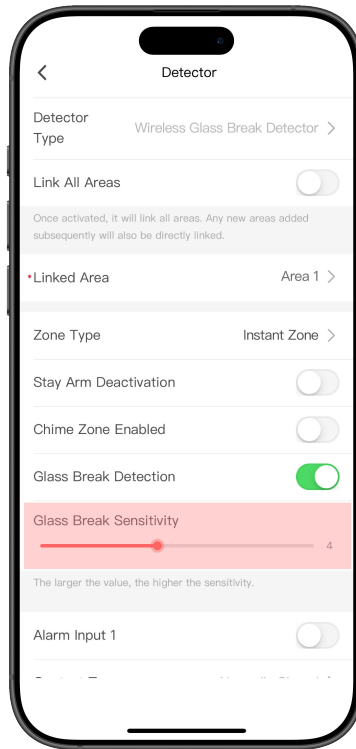 Detector
Detector
Type
Wireless Glass Break Detector
Link All Areas
Once activated, it will link all areas. Any new areas added
subsequently will also be directly linked.
*Linked Area
Area 1
Zone Type
Instant Zone
Stay Arm Deactivation
Chime Zone Enabled
Glass Break Detection
Glass Break Sensitivity
4
The larger the value, the higher the sensitivity.
Alarm Input 1